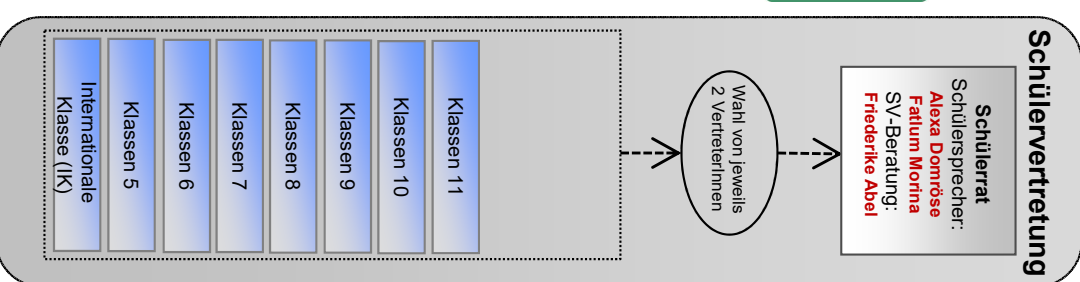 Schülervertretung
Schülerrat
Schülersprecher:
Alexa Domröse
Fatlum Morina
SV-Beratung:
Friederike Abel
Wahl von jeweils
2 VertreterInnen
Klassen 11
Klassen 10
Klassen 9
Klassen 8
Klassen 7
Klassen 6
Klassen 5
Internationale
Klasse (IK)